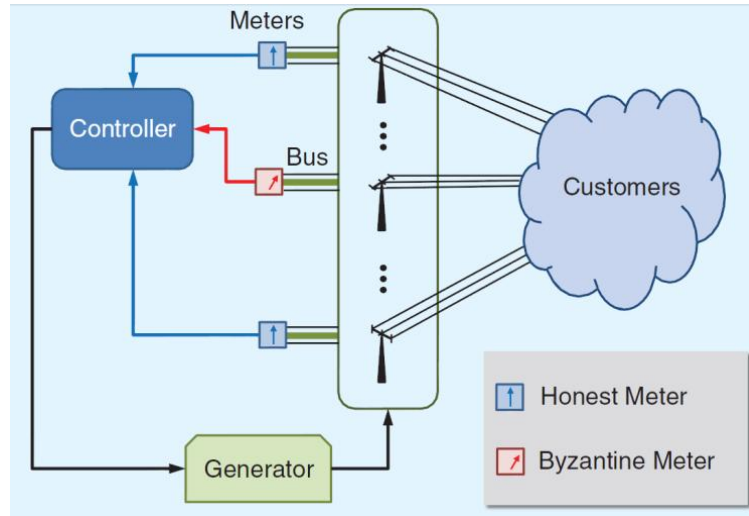 Meters
Controller
Bus
Customers
Honest Meter
Generator
Byzantine Meter